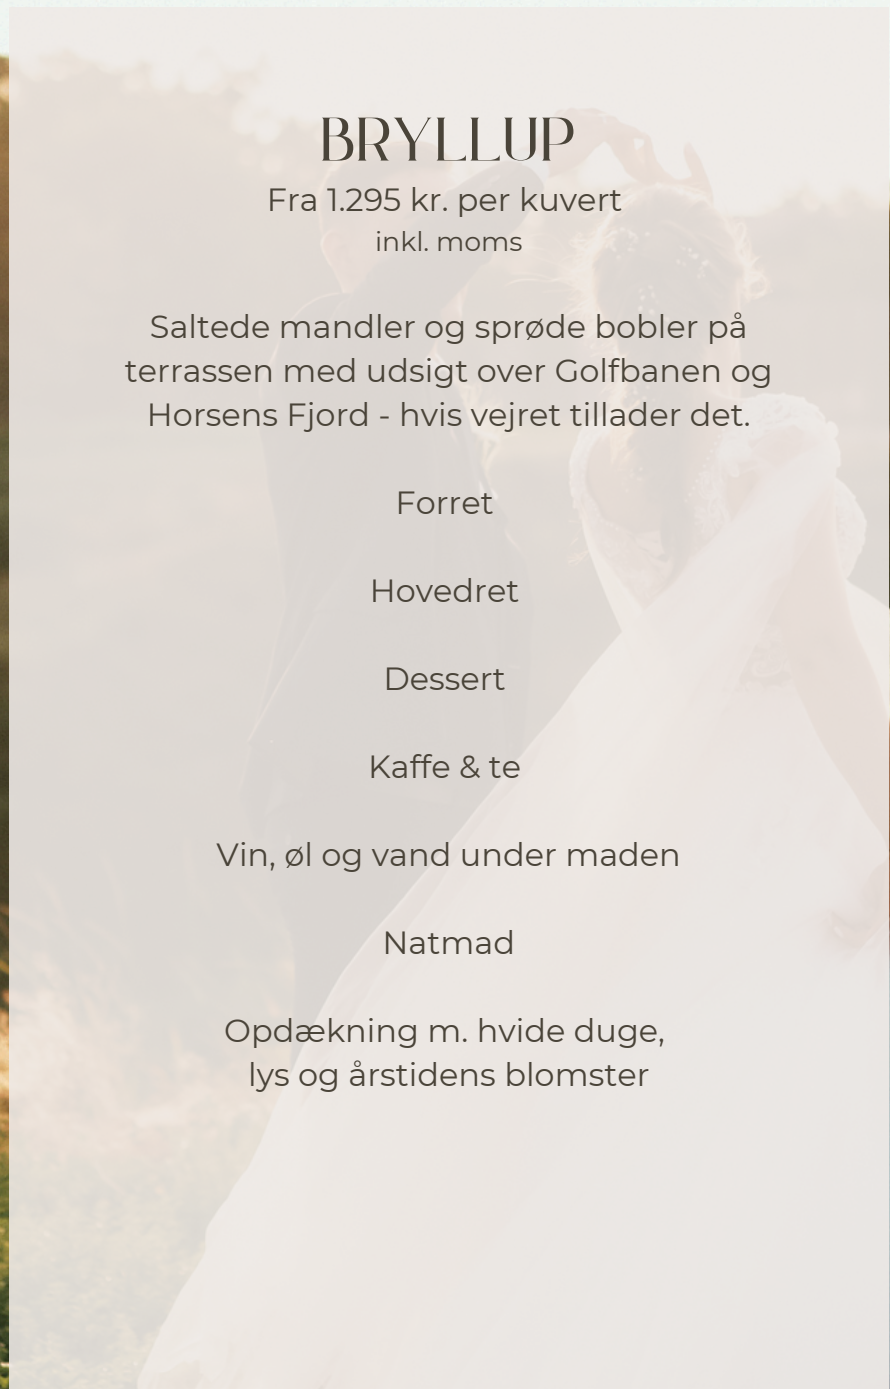 BRYLLUP
Fra 1.295 kr. per kuvert
inkl. moms
Saltede mandler og sprøde bobler på
terrassen med udsigt over Golfbanen og
Horsens Fjord - hvis vejret tillader det.
Forret
Hovedret
Dessert
Kaffe & te
Vin, øl og vand under maden
Natmad
Opdækning m. hvide duge,
lys og årstidens blomster